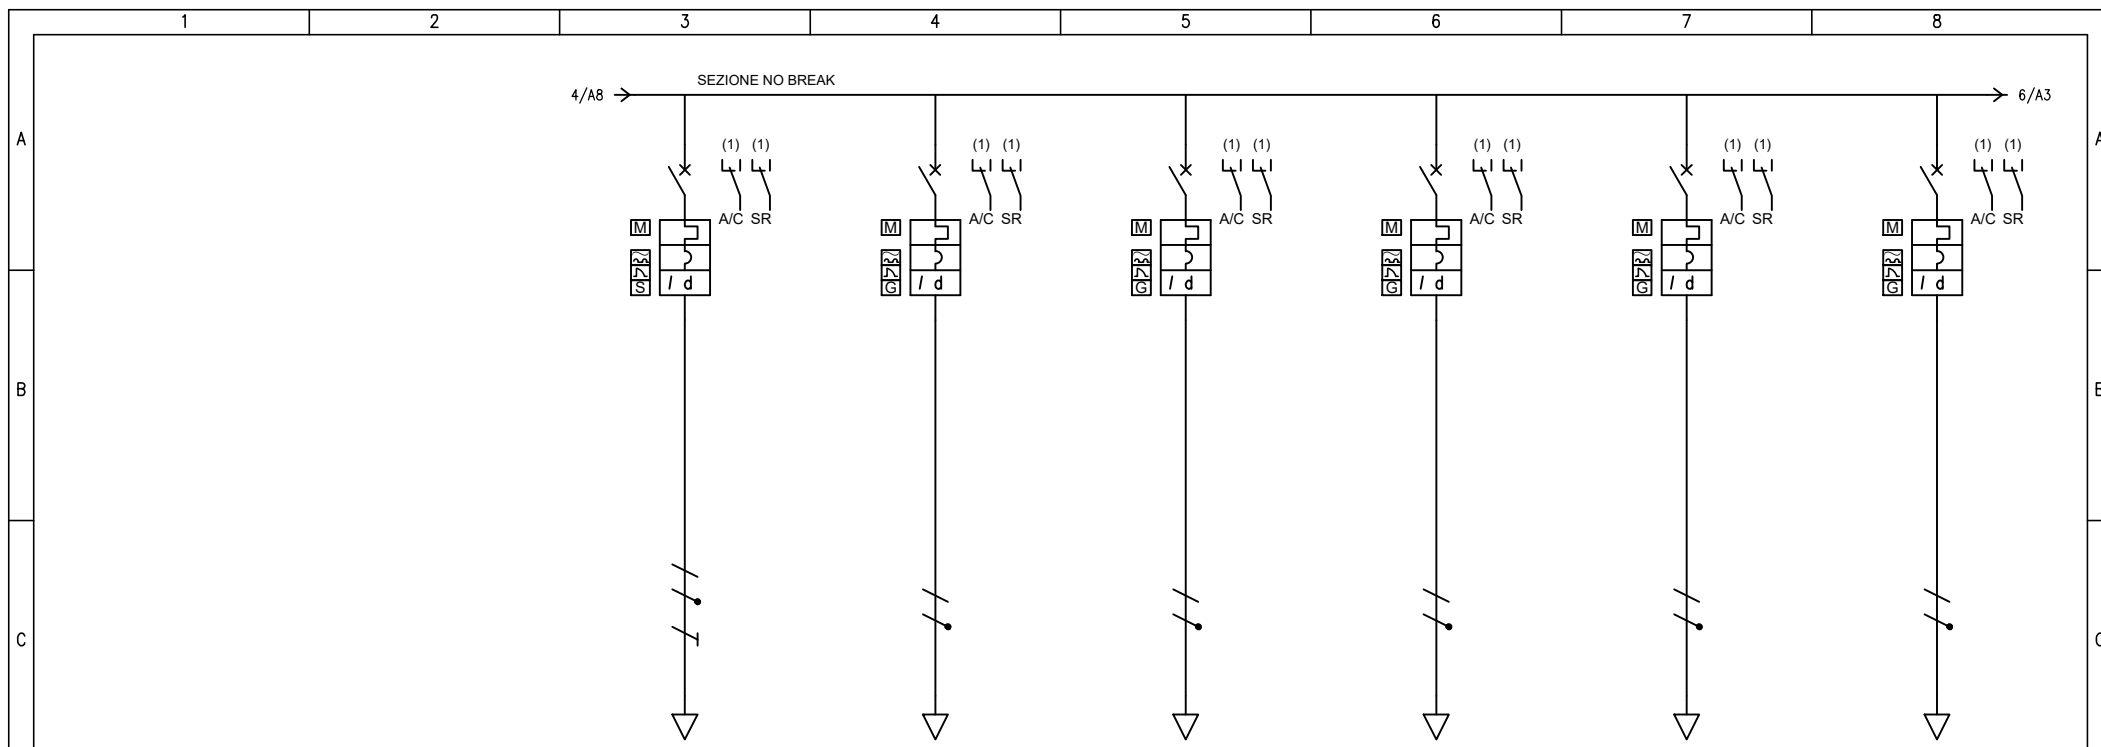 1 2 3 4 5 6 7 8
SEZIONE NO BREAK
4/A8 6/A3
A A
(1) (1) (1) (1) (1) (1) (1) (1) (1) (1) (1) (1)
A/C SR A/C SR A/C SR A/C SR A/C SR A/C SR
M M M M M M
I d I d I d I d I d I d
S G G G G G
B B
C C